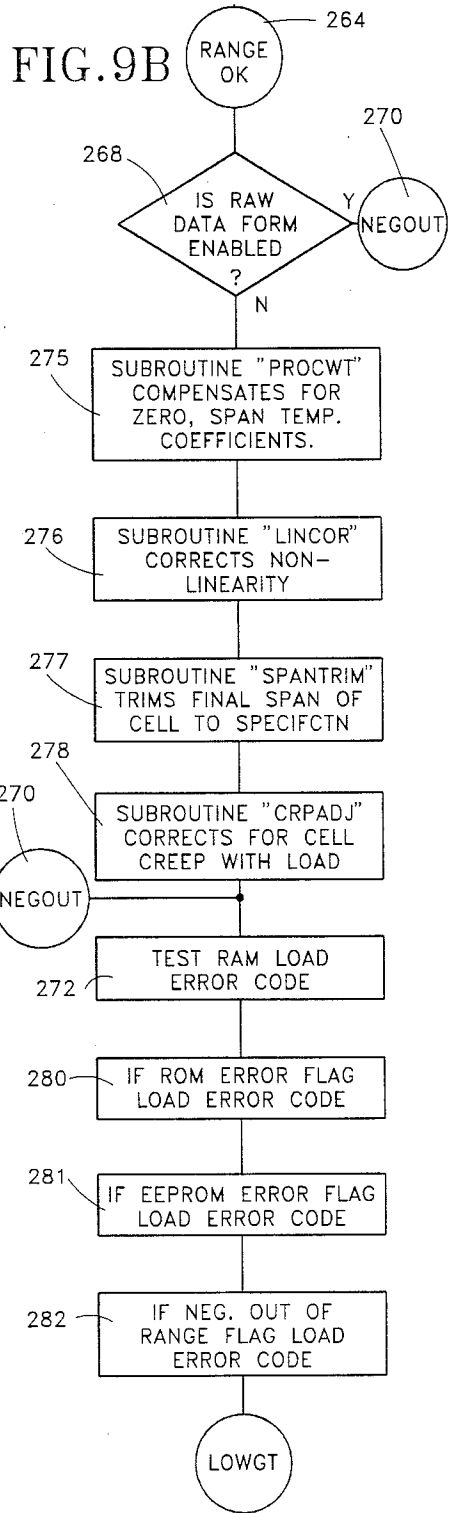 264
FIG.9B
RANGE
OK
270
268
IS RAW
DATA FORM
ENABLED
?
Y
NEGOUT
N
275
SUBROUTINE "PROCWT"
COMPENSATES FOR
ZERO, SPAN TEMP.
COEFFICIENTS.
276
SUBROUTINE "LINCOR"
CORRECTS NON-
LINEARITY
277
SUBROUTINE "SPANTRIM"
TRIMS FINAL SPAN OF
CELL TO SPECIFCTN
278
SUBROUTINE "CRPADJ"
CORRECTS FOR CELL
CREEP WITH LOAD
270
NEGOUT
TEST RAM LOAD
ERROR CODE
272
280
IF ROM ERROR FLAG
LOAD ERROR CODE
281
IF EEPROM ERROR FLAG
LOAD ERROR CODE
282
IF NEG. OUT OF
RANGE FLAG LOAD
ERROR CODE
LOWGT